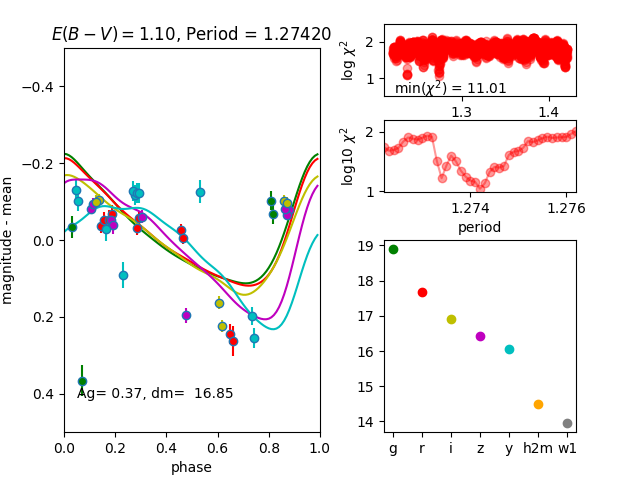 E(B − V) = 1.10, Period = 1.27420
−0.4
−0.2
0.0
0.2
0.4
magnitude - mean
Ag= 0.37, dm=  16.85
0.0 0.2 0.4 0.6 0.8 1.0
phase
log χ²
2
1
min(χ²) = 11.01
1.3 1.4
log10 χ²
2
1
1.274 1.276
period
19
18
17
16
15
14
g r i z y h2m w1